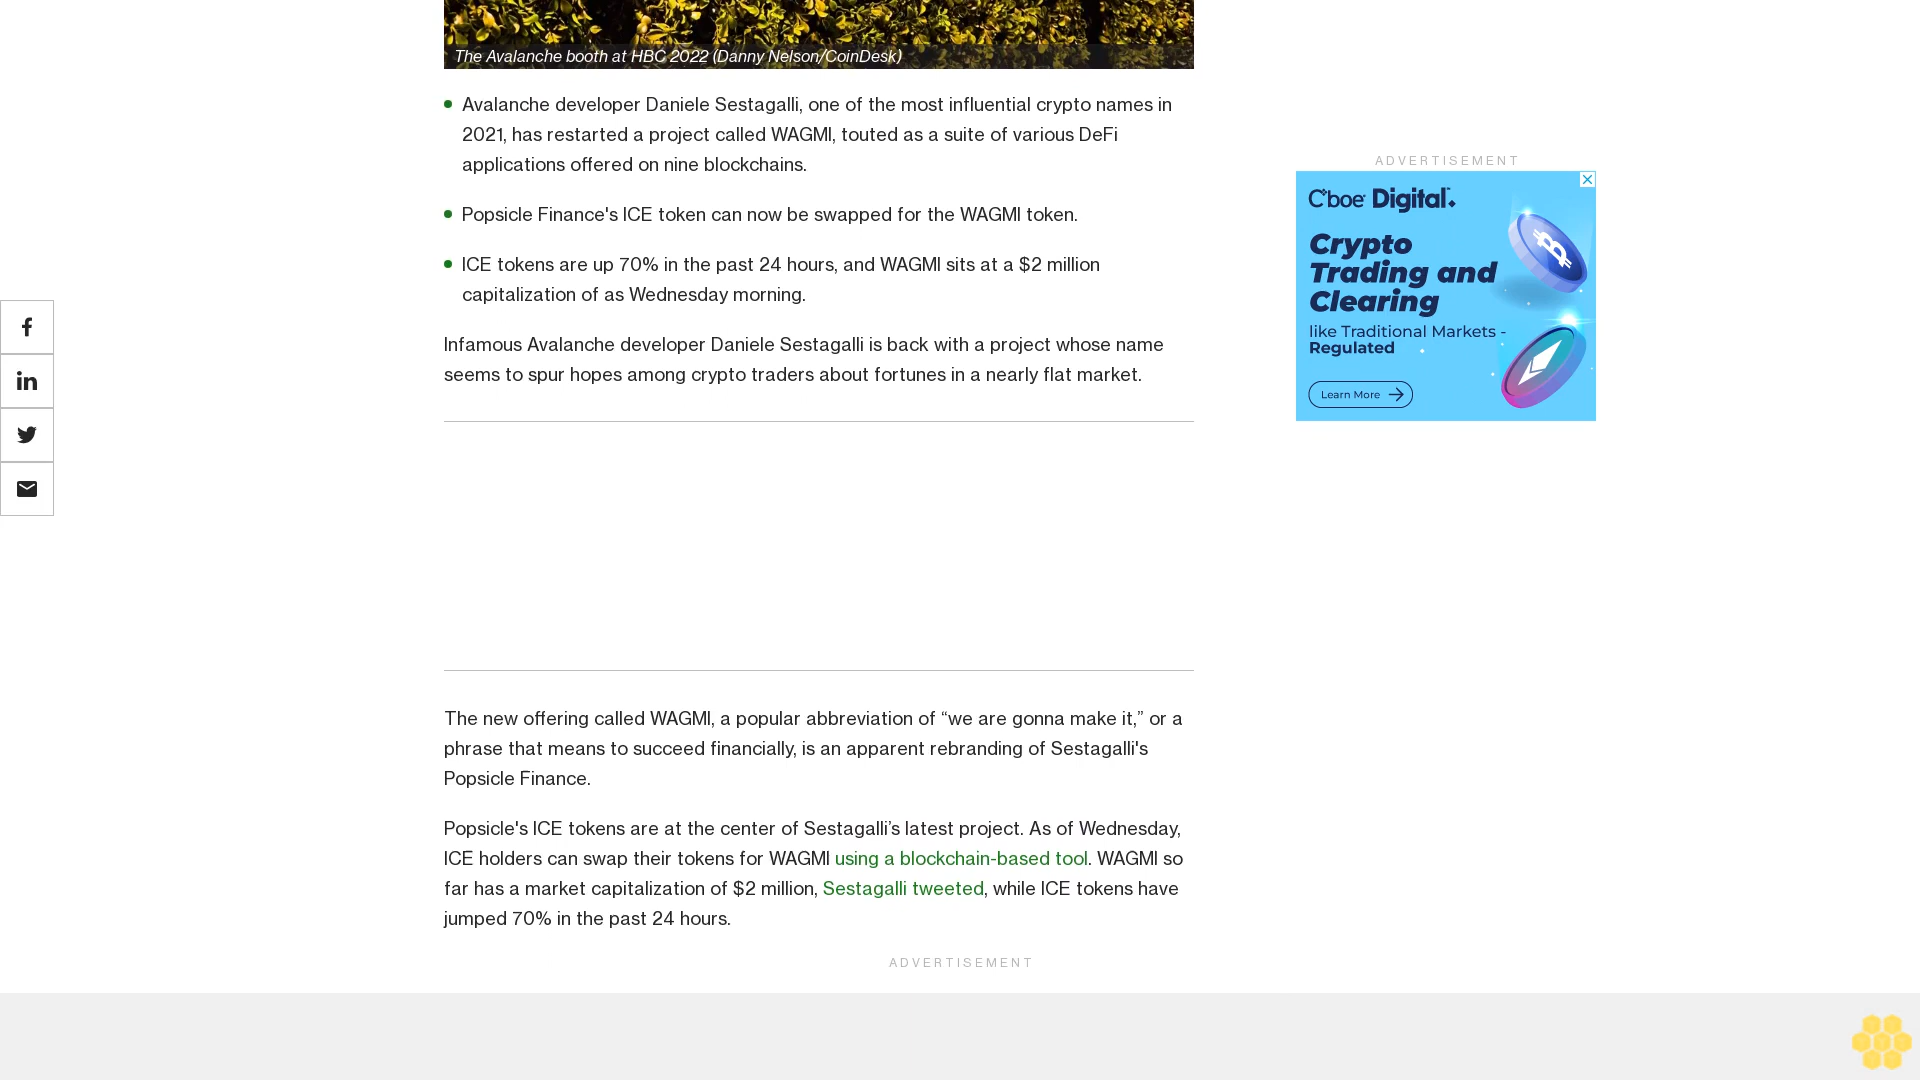 The Avalanche booth at HBC 2022 (Danny Nelson/CoinDesk)
Avalanche developer Daniele Sestagalli, one of the most influential crypto names in
2021, has restarted a project called WAGMI, touted as a suite of various DeFi
applications offered on nine blockchains.
Popsicle Finance's ICE token can now be swapped for the WAGMI token.
ICE tokens are up 70% in the past 24 hours, and WAGMI sits at a $2 million
capitalization of as Wednesday morning.
Infamous Avalanche developer Daniele Sestagalli is back with a project whose name
seems to spur hopes among crypto traders about fortunes in a nearly flat market.
The new offering called WAGMI, a popular abbreviation of “we are gonna make it,” or a
phrase that means to succeed financially, is an apparent rebranding of Sestagalli's
Popsicle Finance.
Popsicle's ICE tokens are at the center of Sestagalli’s latest project. As of Wednesday,
ICE holders can swap their tokens for WAGMI using a blockchain-based tool. WAGMI so
far has a market capitalization of $2 million, Sestagalli tweeted, while ICE tokens have
jumped 70% in the past 24 hours.
ADVERTISEMENT
ADVERTISEMENT
Cboe Digital
Crypto
Trading and
Clearing
like Traditional Markets -
Regulated
Learn More